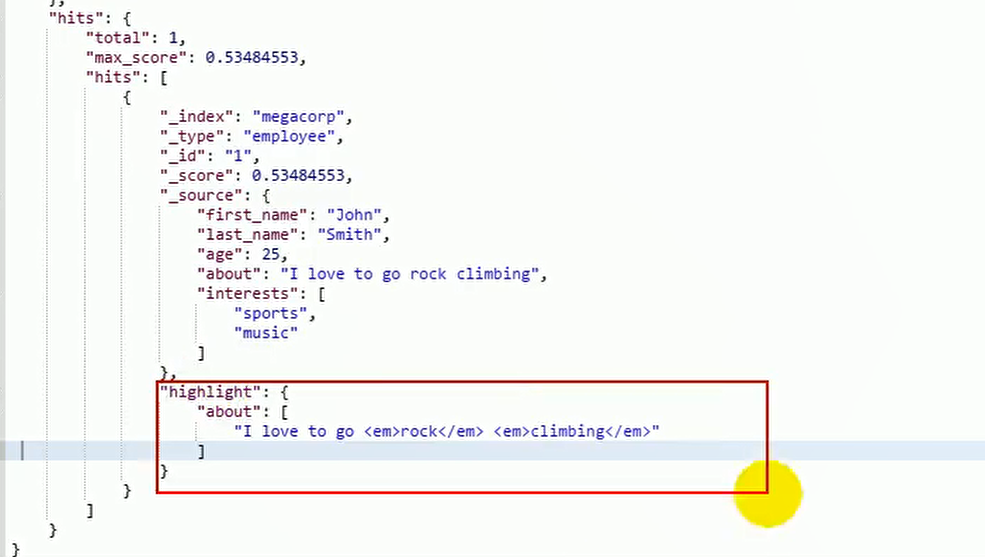 },
"hits": {
"total": 1,
"max_score": 0.53484553,
"hits": [
{
"_index": "megacorp",
"_type": "employee",
"_id": "1",
"_score": 0.53484553,
"_source": {
"first_name": "John",
"last_name": "Smith",
"age": 25,
"about": "I love to go rock climbing",
"interests": [
"sports",
"music"
]
},
"highlight": {
"about": [
"I love to go <em>rock</em> <em>climbing</em>"
]
}
}
]
}
}